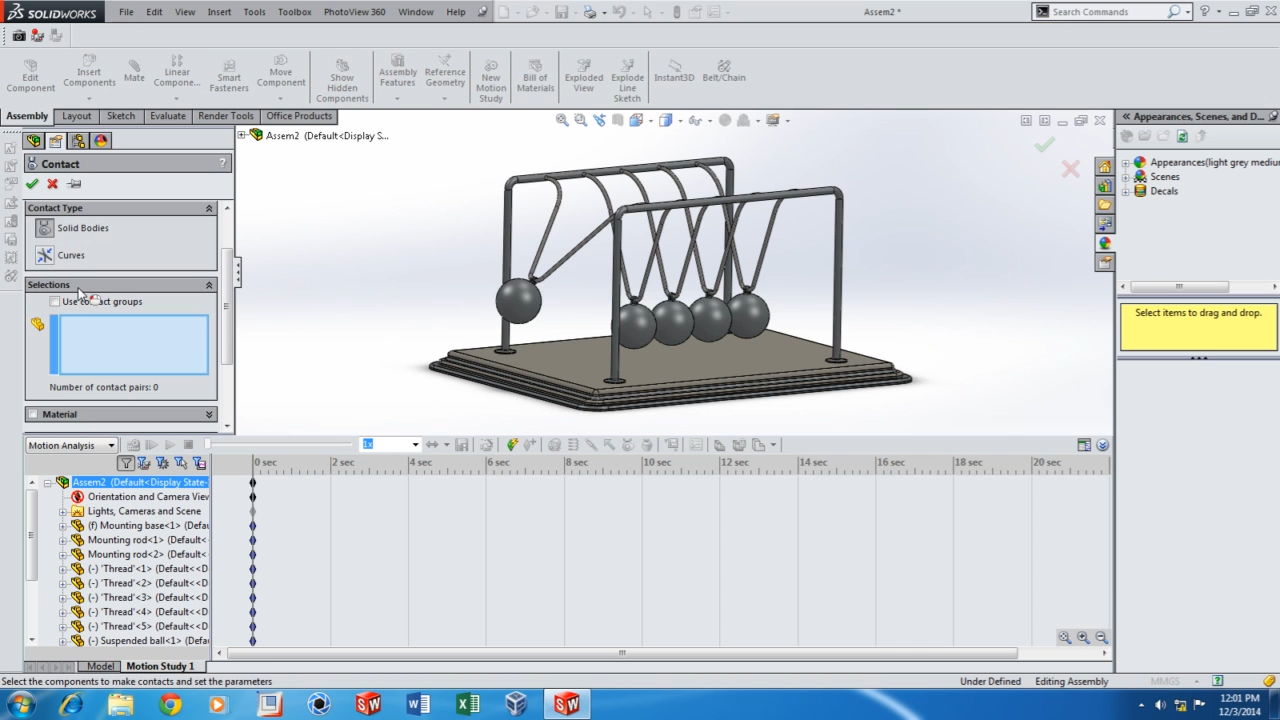 SOLIDWORKS File Edit View Insert Tools Toolbox PhotoView 360 Window Help Assem2 * Search Commands
Edit Component Insert Components Mate Linear Compone... Smart Fasteners Move Component Show Hidden Components Assembly Features Reference Geometry New Motion Study Bill of Materials Exploded View Explode Line Sketch Instant3D Belt/Chain
Assembly Layout Sketch Evaluate Render Tools Office Products
Appearances, Scenes, and D...
Assem2 (Default<Display S...
Contact ?
Appearances(light grey mediu
Scenes
Decals
Contact Type
Solid Bodies
Curves
Selections
Use contact groups
Number of contact pairs: 0
Material
Select items to drag and drop.
Motion Analysis 1x
0 sec 2 sec 4 sec 6 sec 8 sec 10 sec 12 sec 14 sec 16 sec 18 sec 20 sec
Assem2 (Default<Display State-
Orientation and Camera View
Lights, Cameras and Scene
(f) Mounting base<1> (Defau
Mounting rod<1> (Default<
Mounting rod<2> (Default<
(-) 'Thread'<1> (Default<<D
(-) 'Thread'<2> (Default<<D
(-) 'Thread'<3> (Default<<D
(-) 'Thread'<4> (Default<<D
(-) 'Thread'<5> (Default<<D
(-) Suspended ball<1> (Defau
Model Motion Study 1
Select the components to make contacts and set the parameters Under Defined Editing Assembly MMGS
12:01 PM
12/3/2014